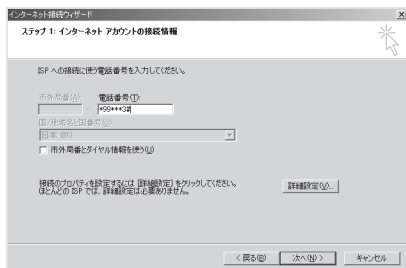 インターネット接続ウィザード
ステップ 1: インターネット アカウントの接続情報
ISP への接続に使う電話番号を入力してください。
市外局番(A): 電話番号(T):
- *99***3#
国/地域名と国番号(C):
日本 (81)
市外局番とダイヤル情報を使う(U)
接続のプロパティを設定するには [詳細設定] をクリックしてください。
ほとんどの ISP では、詳細設定は必要ありません。
詳細設定(V)...
< 戻る(B) 次へ(N) > キャンセル